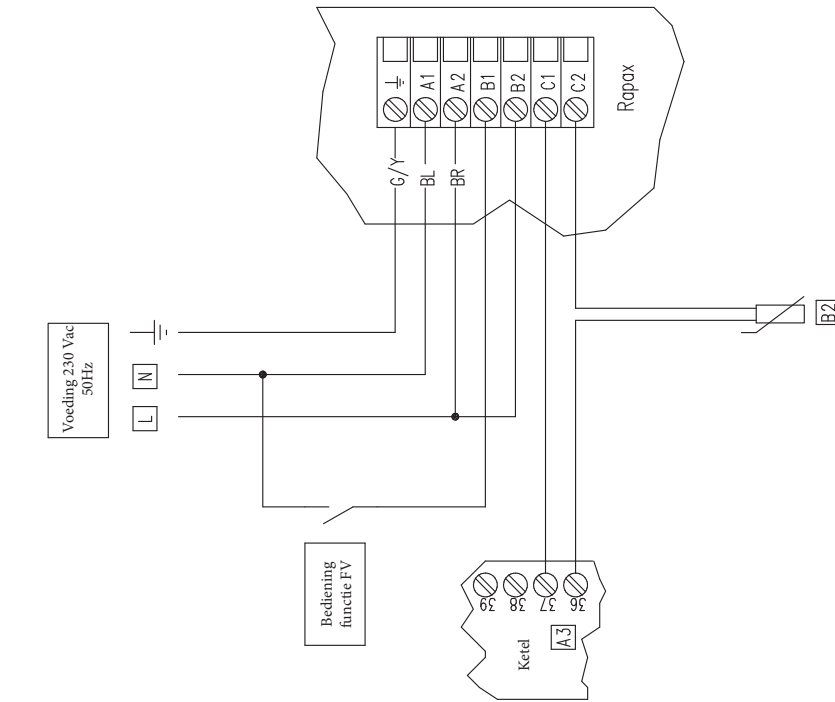 Voeding 230 Vac
50Hz
L
N
Bediening
functie FV
G/Y
BL
BR
A1
A2
B1
B2
C1
C2
Rapax
39
38
37
36
Ketel
A3
B2